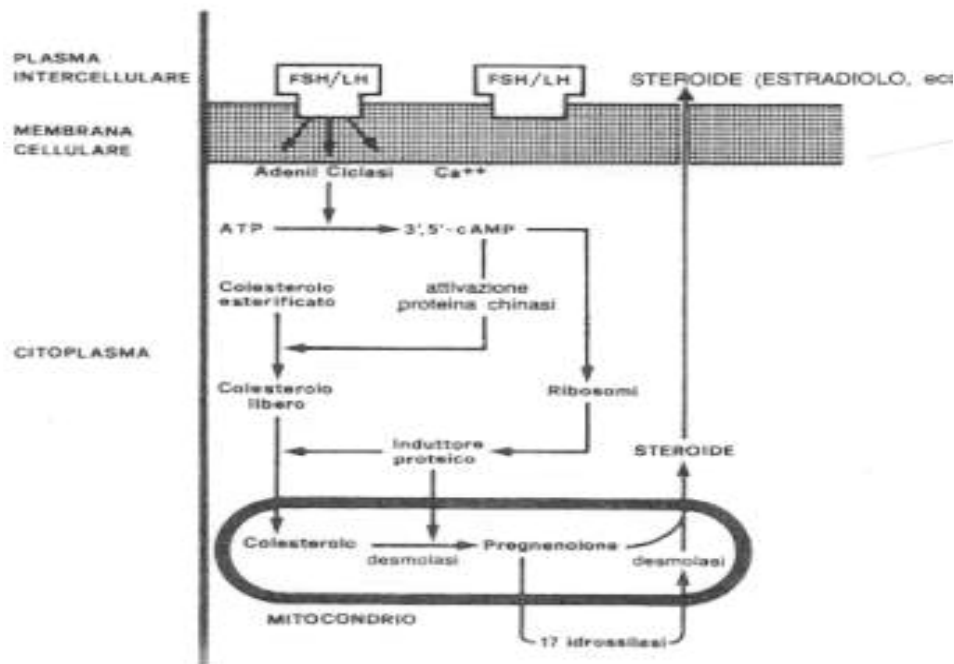 PLASMA
INTERCELLULARE
FSH/LH
FSH/LH
STEROIDE (ESTRADIOLO, ecc
MEMBRANA
CELLULARE
Adenil Ciclasi
Ca++
ATP
3',5'-cAMP
Colesterolo
esterificato
attivazione
proteina chinasi
CITOPLASMA
Colesterolo
libero
Ribosomi
Induttore
proteico
STEROIDE
Colesterolo
desmolasi
Pregnenolone
desmolasi
MITOCONDRIO
17 idrossilasi